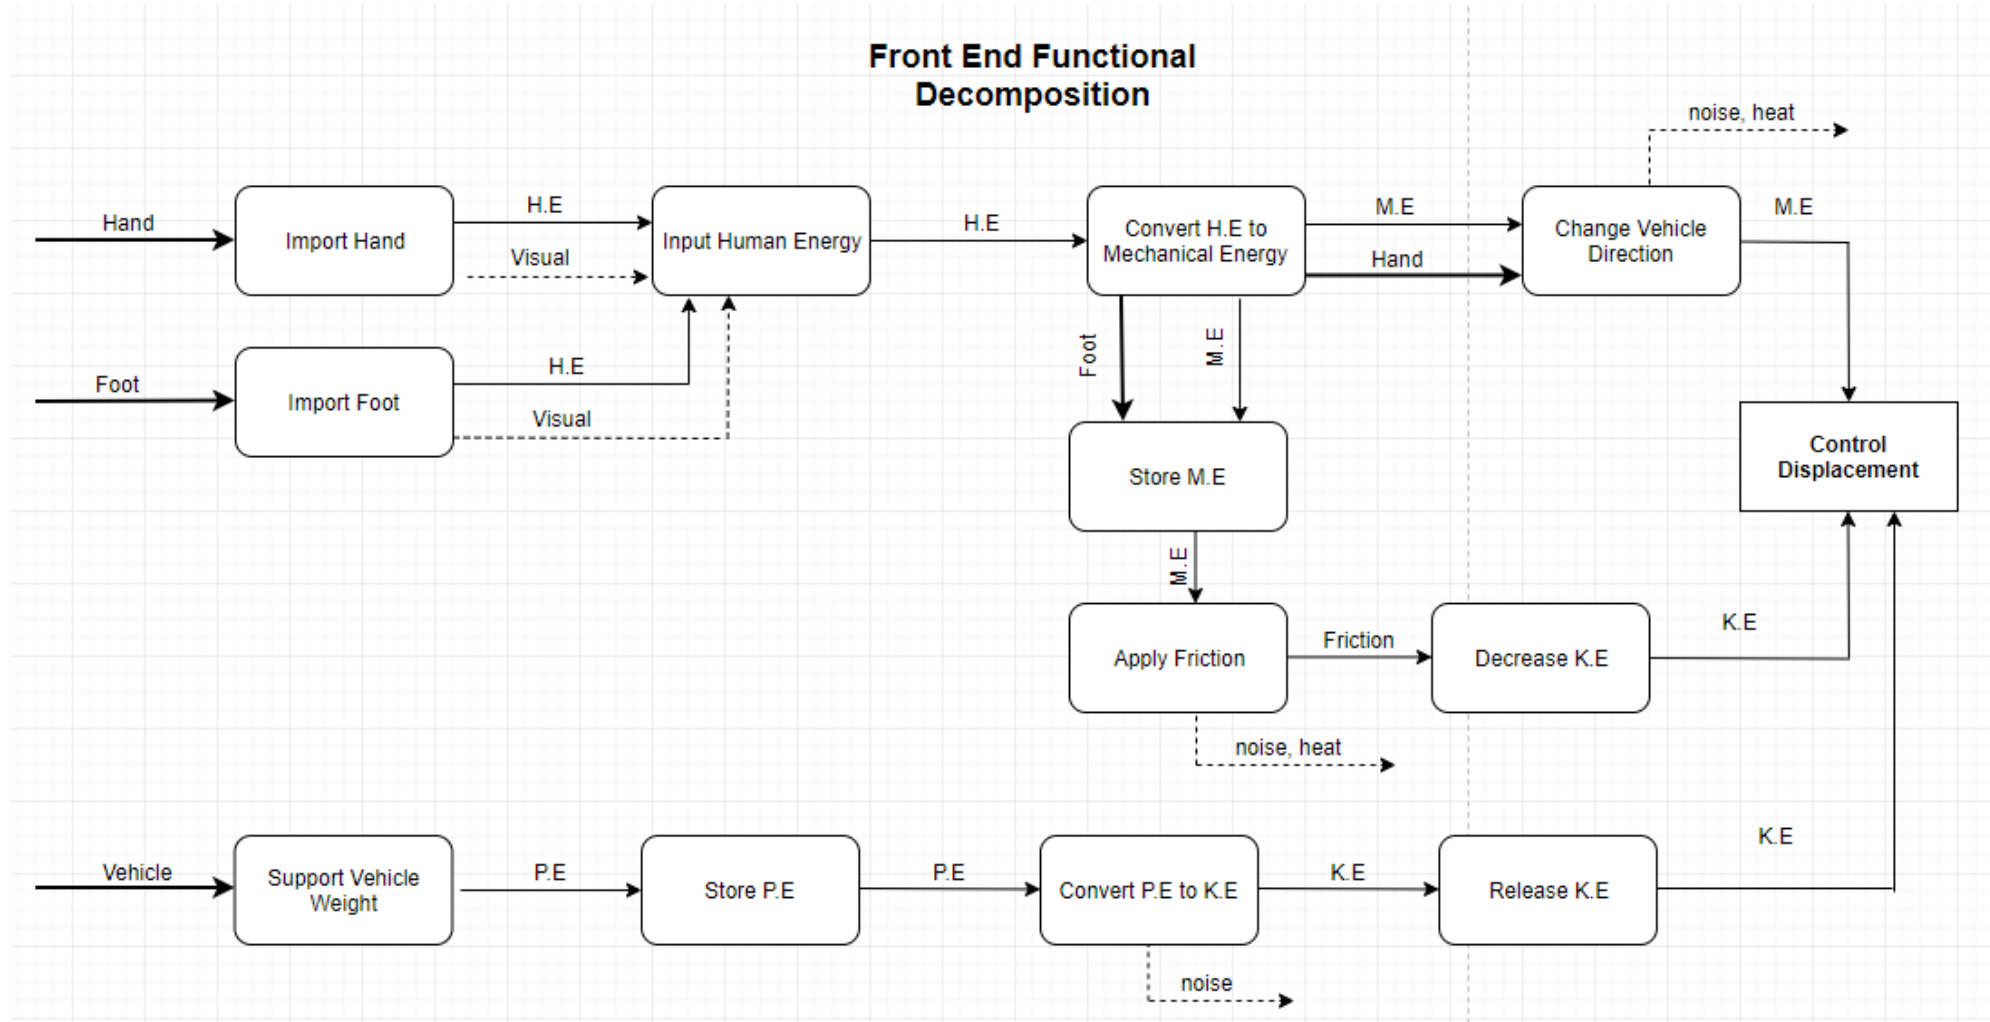 Front End Functional
Decomposition
noise, heat
Hand
Import Hand
H.E
Visual
Input Human Energy
H.E
Convert H.E to
Mechanical Energy
M.E
Hand
Change Vehicle
Direction
M.E
Foot
Import Foot
H.E
Visual
Foot
M.E
Store M.E
Control
Displacement
M.E
Apply Friction
Friction
Decrease K.E
K.E
noise, heat
Vehicle
Support Vehicle
Weight
P.E
Store P.E
P.E
Convert P.E to K.E
K.E
Release K.E
K.E
noise